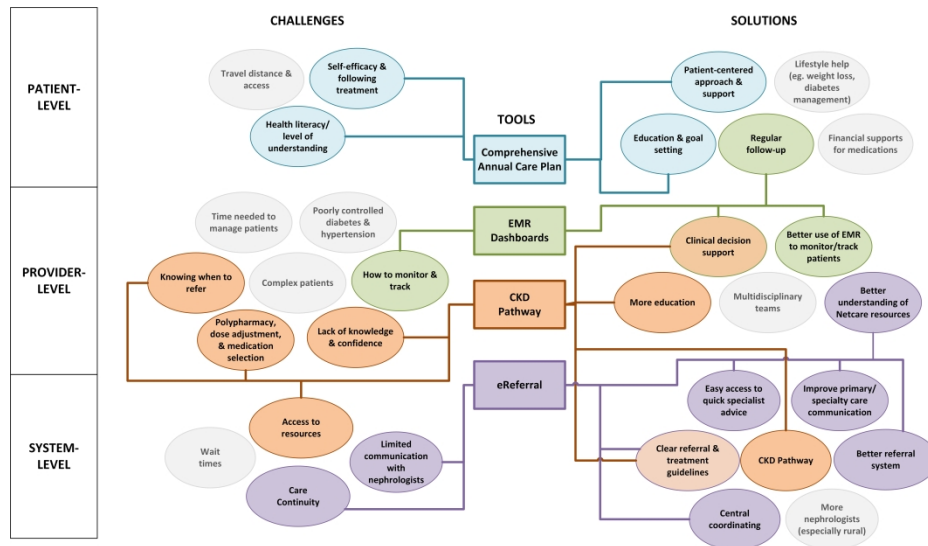 CHALLENGES
SOLUTIONS
PATIENT-
LEVEL
Travel distance &
access
Self-efficacy &
following
treatment
Health literacy/
level of
understanding
TOOLS
Comprehensive
Annual Care Plan
Patient-centered
approach &
support
Lifestyle help
(eg. weight loss,
diabetes
management)
Education & goal
setting
Regular
follow-up
Financial supports
for medications
PROVIDER-
LEVEL
Time needed to
manage patients
Poorly controlled
diabetes &
hypertension
Knowing when to
refer
Complex patients
How to monitor &
track
Polypharmacy,
dose adjustment,
& medication
selection
Lack of knowledge
& confidence
EMR
Dashboards
CKD
Pathway
Clinical decision
support
Better use of EMR
to monitor/track
patients
More education
Multidisciplinary
teams
Better
understanding of
Netcare resources
SYSTEM-
LEVEL
eReferral
Access to
resources
Wait
times
Limited
communication with
nephrologists
Care
Continuity
Easy access to
quick specialist
advice
Improve primary/
specialty care
communication
Clear referral &
treatment
guidelines
CKD Pathway
Better referral
system
Central
coordinating
More
nephrologists
(especially rural)